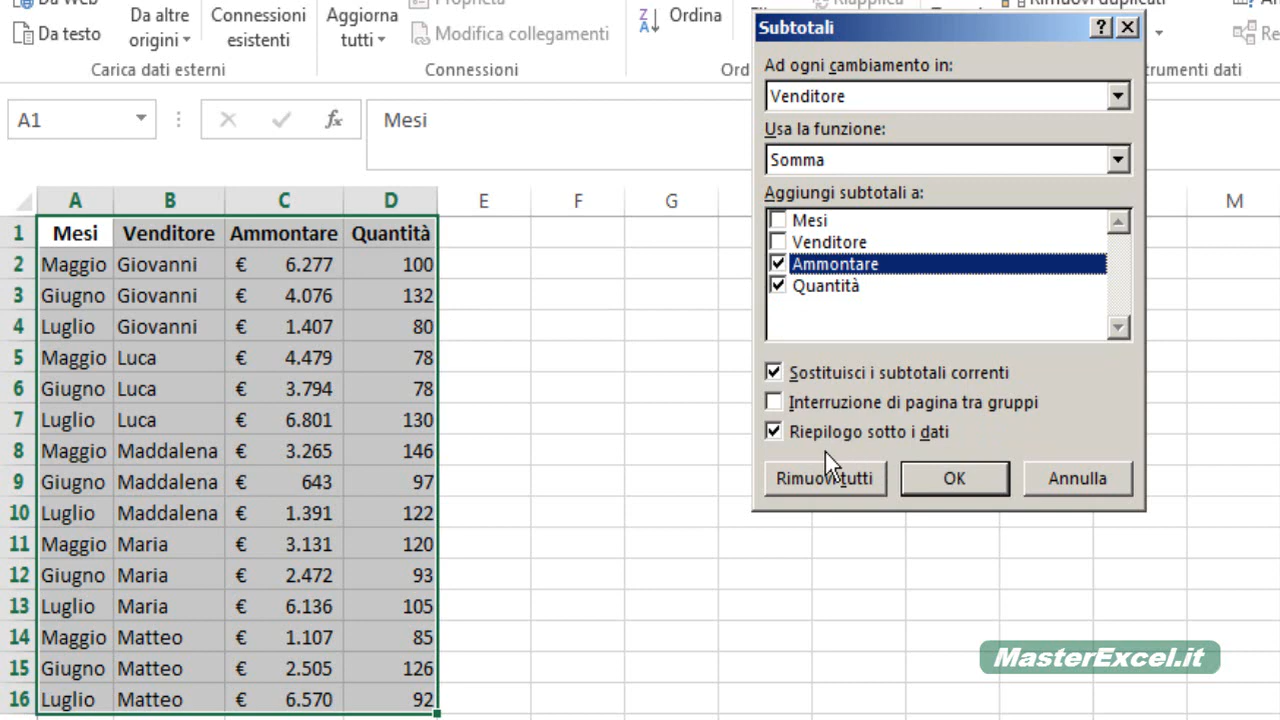 Da Web
Da testo
Da altre
origini
Connessioni
esistenti
Carica dati esterni
Aggiorna
tutti
Proprietà
Modifica collegamenti
Connessioni
Z
A
Ordina
Ord
Riapplica
Rimuovi duplicati
Re
trumenti dati
A1
fx
Mesi
A B C D E F G M
1 Mesi Venditore Ammontare Quantità
2 Maggio Giovanni € 6.277 100
3 Giugno Giovanni € 4.076 132
4 Luglio Giovanni € 1.407 80
5 Maggio Luca € 4.479 78
6 Giugno Luca € 3.794 78
7 Luglio Luca € 6.801 130
8 Maggio Maddalena € 3.265 146
9 Giugno Maddalena € 643 97
10 Luglio Maddalena € 1.391 122
11 Maggio Maria € 3.131 120
12 Giugno Maria € 2.472 93
13 Luglio Maria € 6.136 105
14 Maggio Matteo € 1.107 85
15 Giugno Matteo € 2.505 126
16 Luglio Matteo € 6.570 92
Subtotali
Ad ogni cambiamento in:
Venditore
Usa la funzione:
Somma
Aggiungi subtotali a:
Mesi
Venditore
Ammontare
Quantità
Sostituisci i subtotali correnti
Interruzione di pagina tra gruppi
Riepilogo sotto i dati
Rimuovi tutti OK Annulla
MasterExcel.it